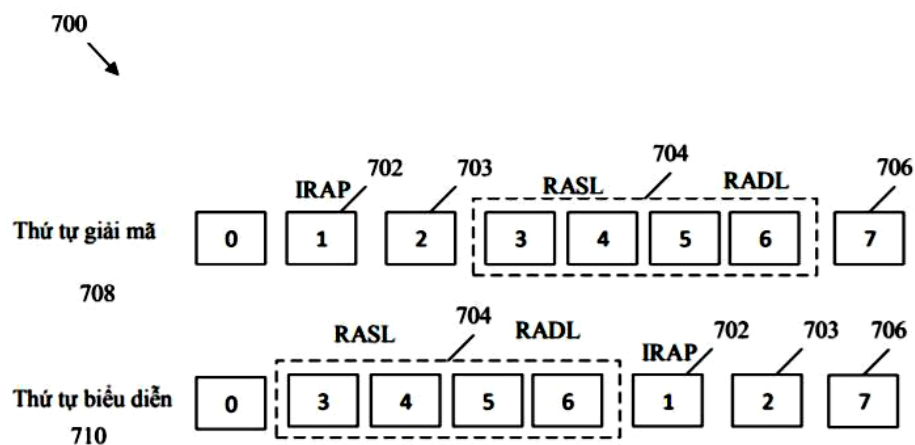 700
702 703 704 706
IRAP RASL RADL
Thứ tự giải mã 0 1 2 3 4 5 6 7
708
RASL 704 RADL IRAP 702 703 706
Thứ tự biểu diễn 0 3 4 5 6 1 2 7
710